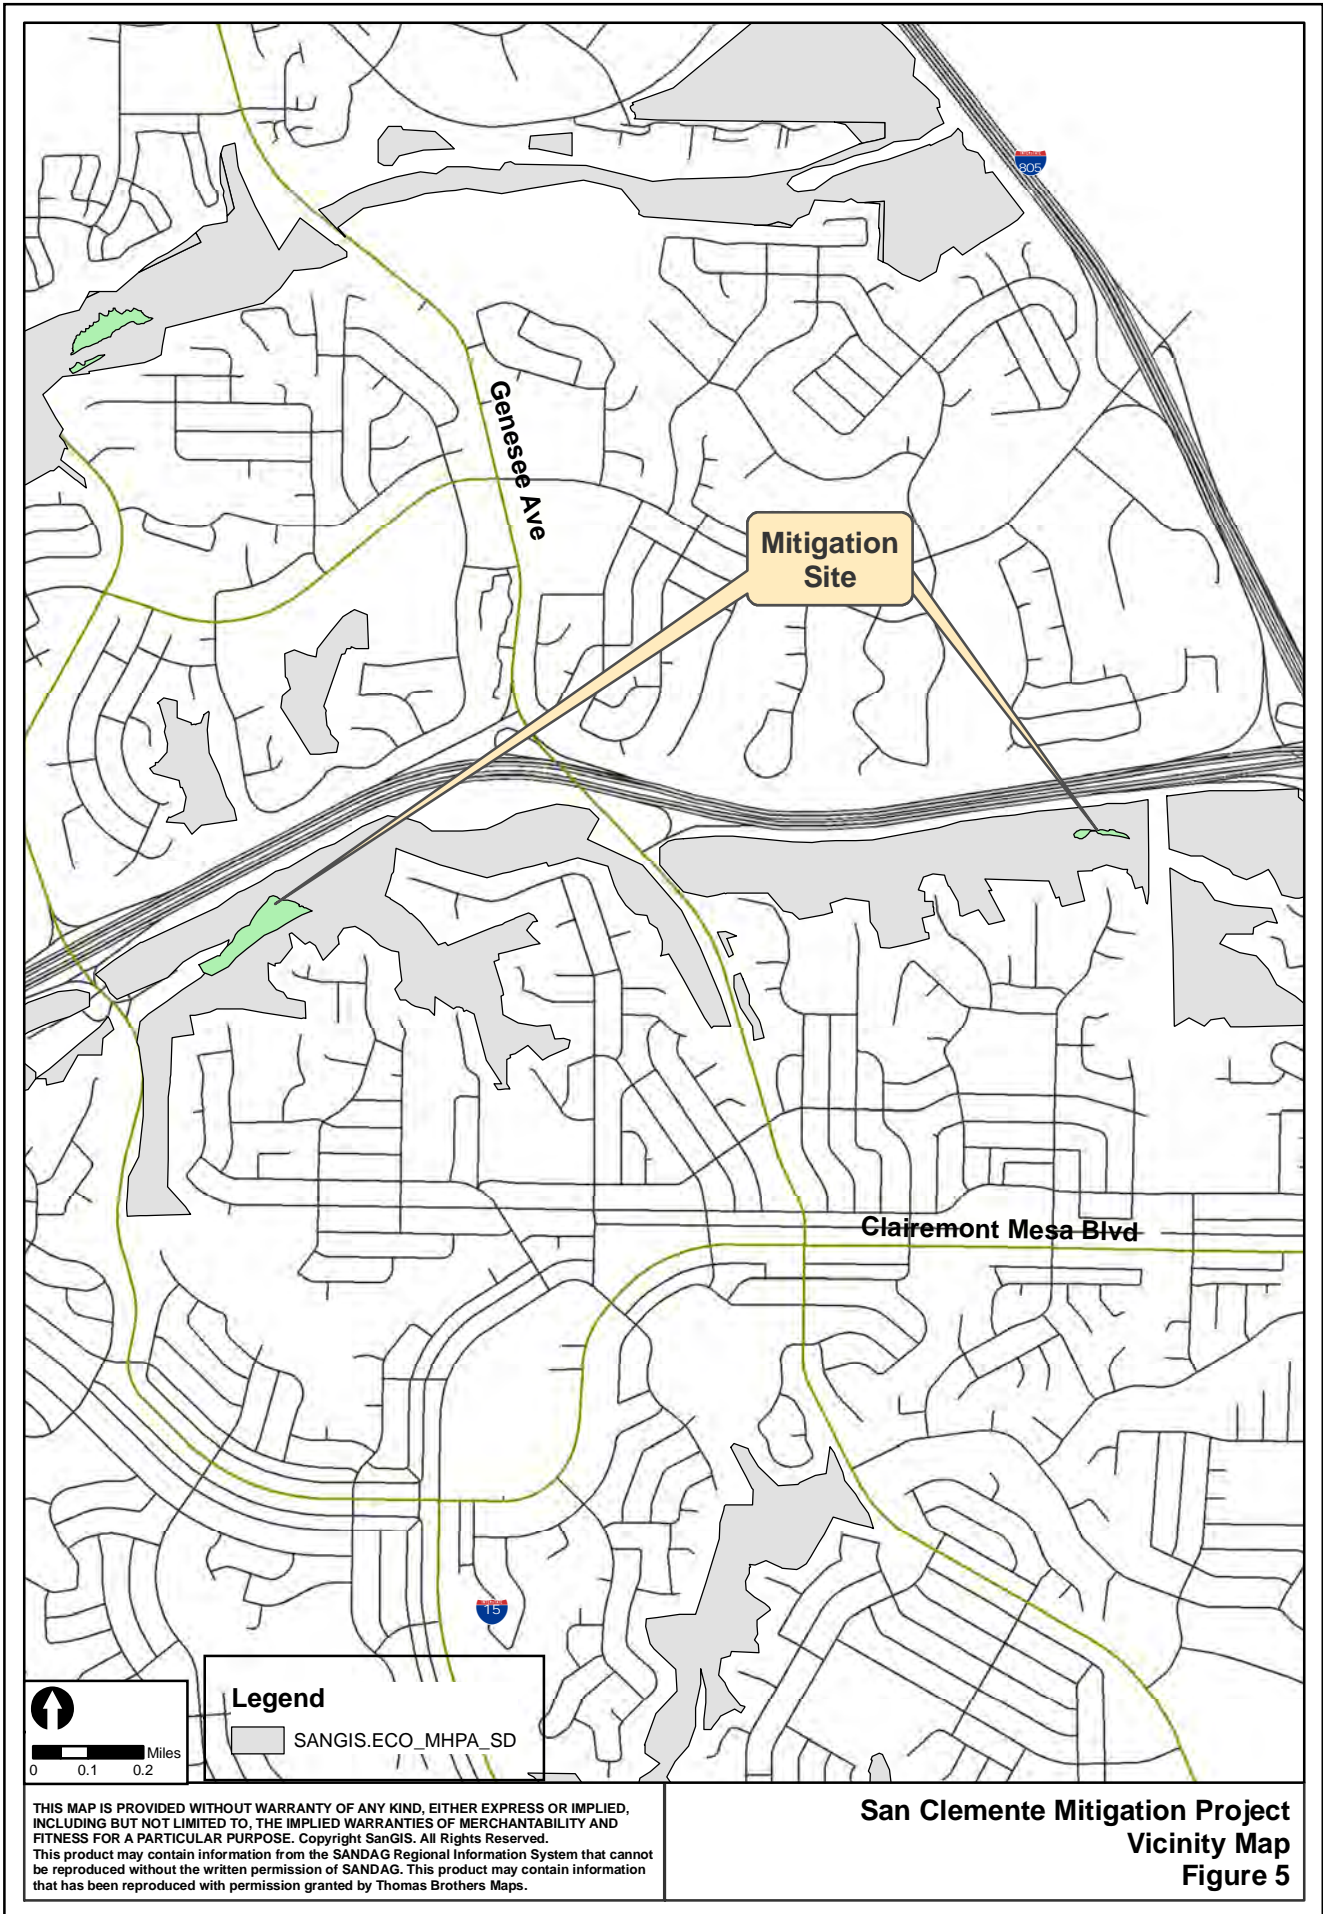 805
Genesee Ave
Mitigation
Site
Clairemont Mesa Blvd
15
Legend
SANGIS.ECO_MHPA_SD
Miles
0 0.1 0.2
THIS MAP IS PROVIDED WITHOUT WARRANTY OF ANY KIND, EITHER EXPRESS OR IMPLIED,
INCLUDING BUT NOT LIMITED TO, THE IMPLIED WARRANTIES OF MERCHANTABILITY AND
FITNESS FOR A PARTICULAR PURPOSE. Copyright SanGIS. All Rights Reserved.
This product may contain information from the SANDAG Regional Information System that cannot
be reproduced without the written permission of SANDAG. This product may contain information
that has been reproduced with permission granted by Thomas Brothers Maps.
San Clemente Mitigation Project
Vicinity Map
Figure 5